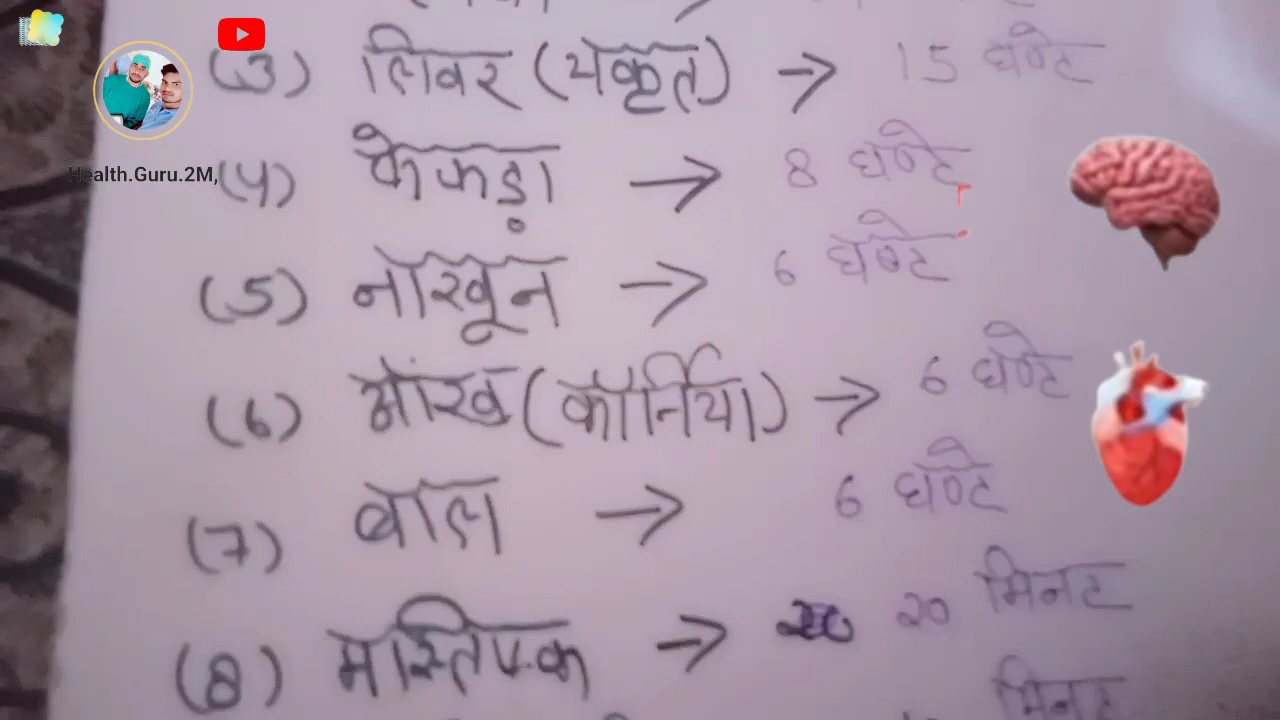 (3) लिवर (यकृत) → 15 घण्टे
Health.Guru.2M,
(4) फेफड़ा → 8 घण्टे
(5) नाखून → 6 घण्टे
(6) आंख (कॉर्निया) → 6 घण्टे
(7) बाल → 6 घण्टे
(8) मस्तिष्क → 20 मिनट
मिनट